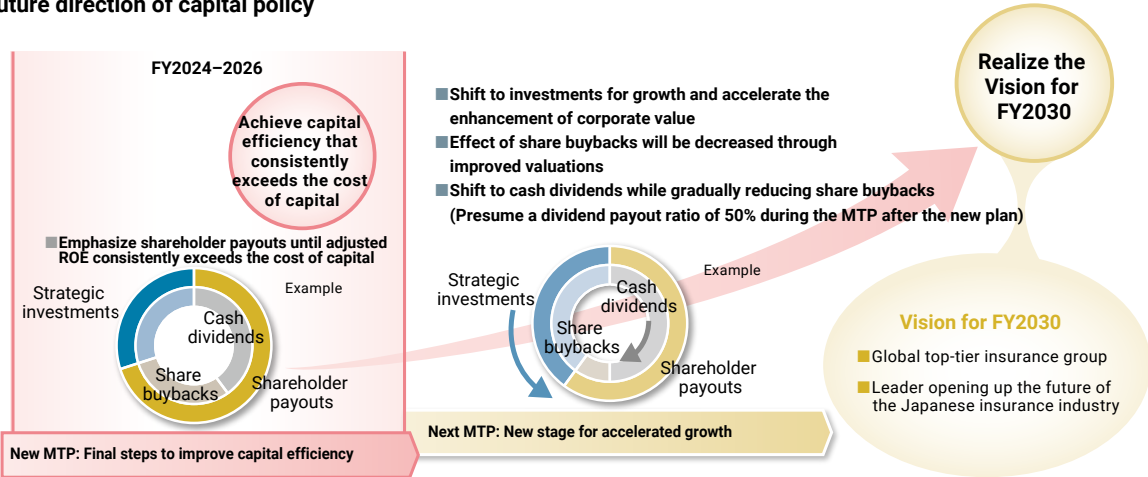 uture direction of capital policy
FY2024–2026
Achieve capital
efficiency that
consistently
exceeds the cost
of capital
■Emphasize shareholder payouts until adjusted
ROE consistently exceeds the cost of capital
Example
Strategic
investments
Cash
dividends
Share
buybacks
Shareholder
payouts
New MTP: Final steps to improve capital efficiency
■Shift to investments for growth and accelerate the
enhancement of corporate value
■Effect of share buybacks will be decreased through
improved valuations
■Shift to cash dividends while gradually reducing share buybacks
(Presume a dividend payout ratio of 50% during the MTP after the new plan)
Example
Strategic
investments
Cash
dividends
Share
buybacks
Shareholder
payouts
Next MTP: New stage for accelerated growth
Realize the
Vision for
FY2030
Vision for FY2030
■Global top-tier insurance group
■Leader opening up the future of
the Japanese insurance industry